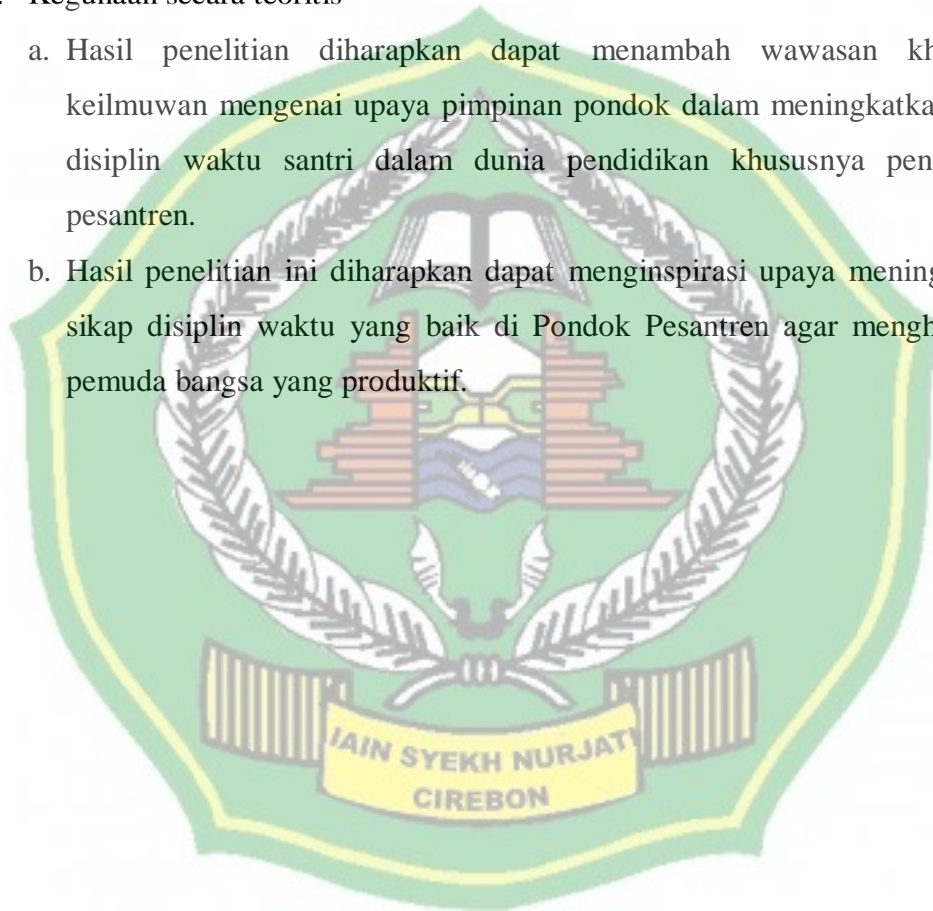 Kegunaan secara teoritis
a. Hasil penelitian diharapkan dapat menambah wawasan
keilmuwan mengenai upaya pimpinan pondok dalam
disiplin waktu santri dalam dunia pendidikan khususnya
pesantren.
b. Hasil penelitian ini diharapkan dapat menginspirasi upaya
sikap disiplin waktu yang baik di Pondok Pesantren agar
pemuda bangsa yang produktif.
IAIN SYEKH NURJATI
CIREBON